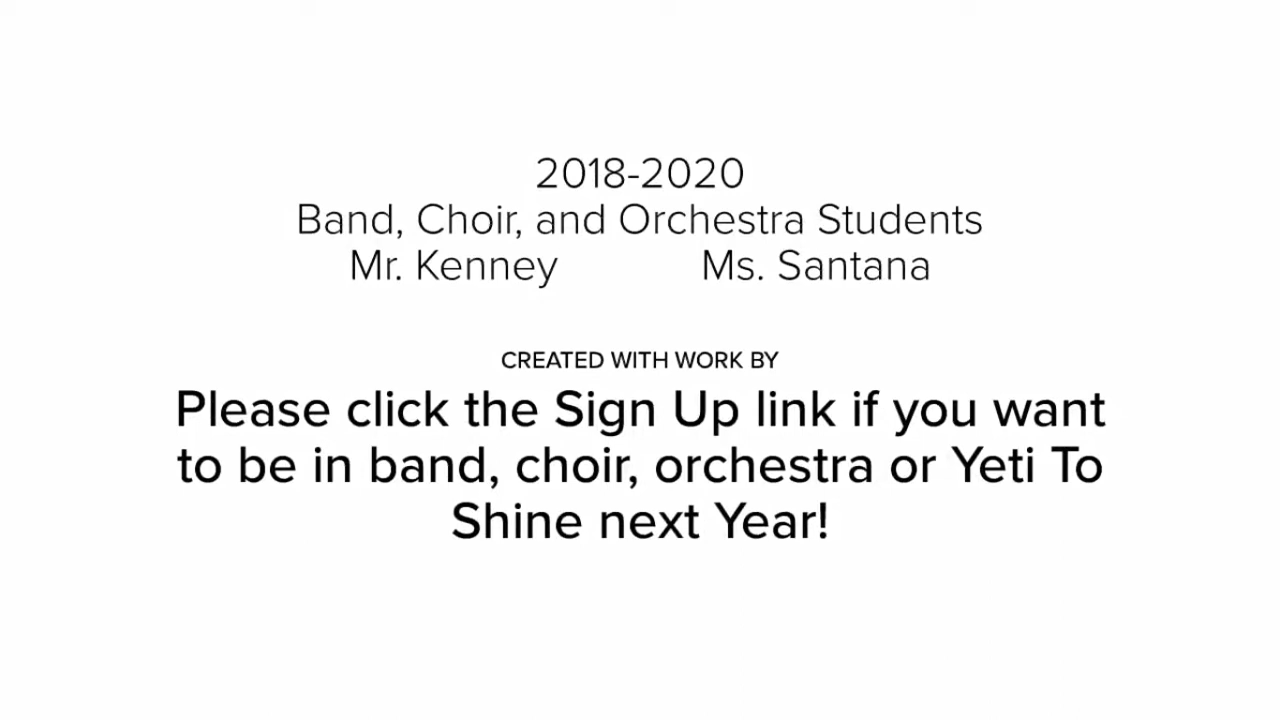 2018-2020
Band, Choir, and Orchestra Students
Mr. Kenney Ms. Santana
CREATED WITH WORK BY
Please click the Sign Up link if you want
to be in band, choir, orchestra or Yeti To
Shine next Year!